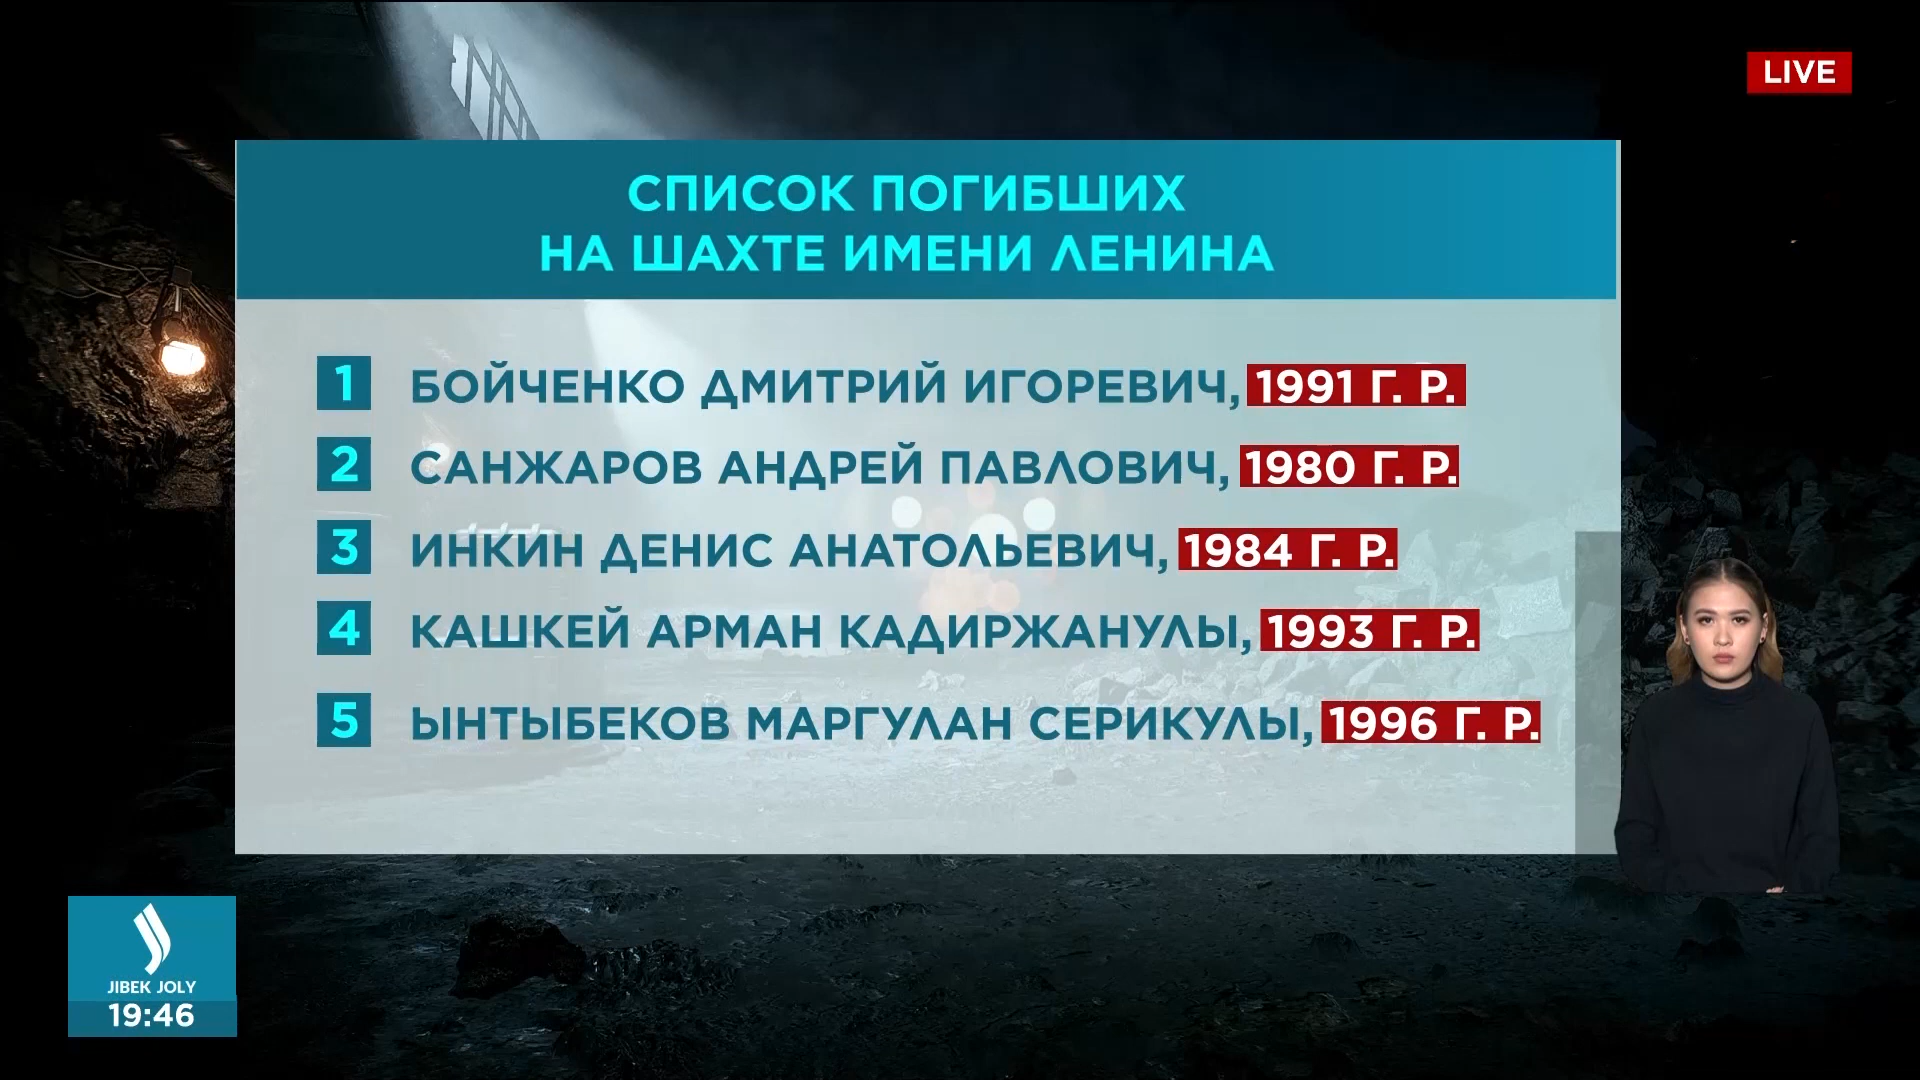 LIVE
СПИСОК ПОГИБШИХ
НА ШАХТЕ ИМЕНИ ЛЕНИНА
1 БОЙЧЕНКО ДМИТРИЙ ИГОРЕВИЧ, 1991 Г. Р.
2 САНЖАРОВ АНДРЕЙ ПАВЛОВИЧ, 1980 Г. Р.
3 ИНКИН ДЕНИС АНАТОЛЬЕВИЧ, 1984 Г. Р.
4 КАШКЕЙ АРМАН КАДИРЖАНУЛЫ, 1993 Г. Р.
5 ЫНТЫБЕКОВ МАРГУЛАН СЕРИКУЛЫ, 1996 Г. Р.
JIBEK JOLY
19:46